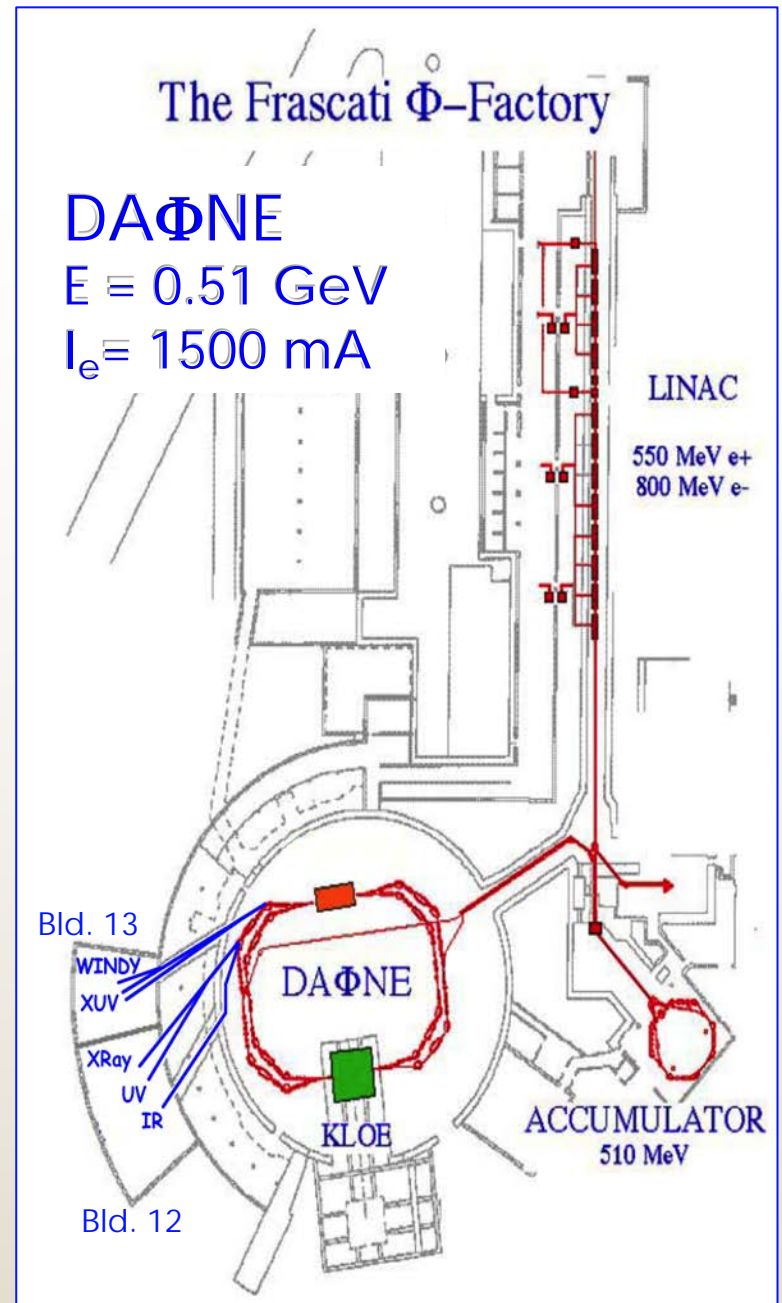 The Frascati Φ-Factory
DAΦNE
E = 0.51 GeV
Ie= 1500 mA
LINAC
550 MeV e+
800 MeV e-
Bld. 13
WINDY
XUV
DAΦNE
XRay
UV
IR
KLOE
ACCUMULATOR
510 MeV
Bld. 12